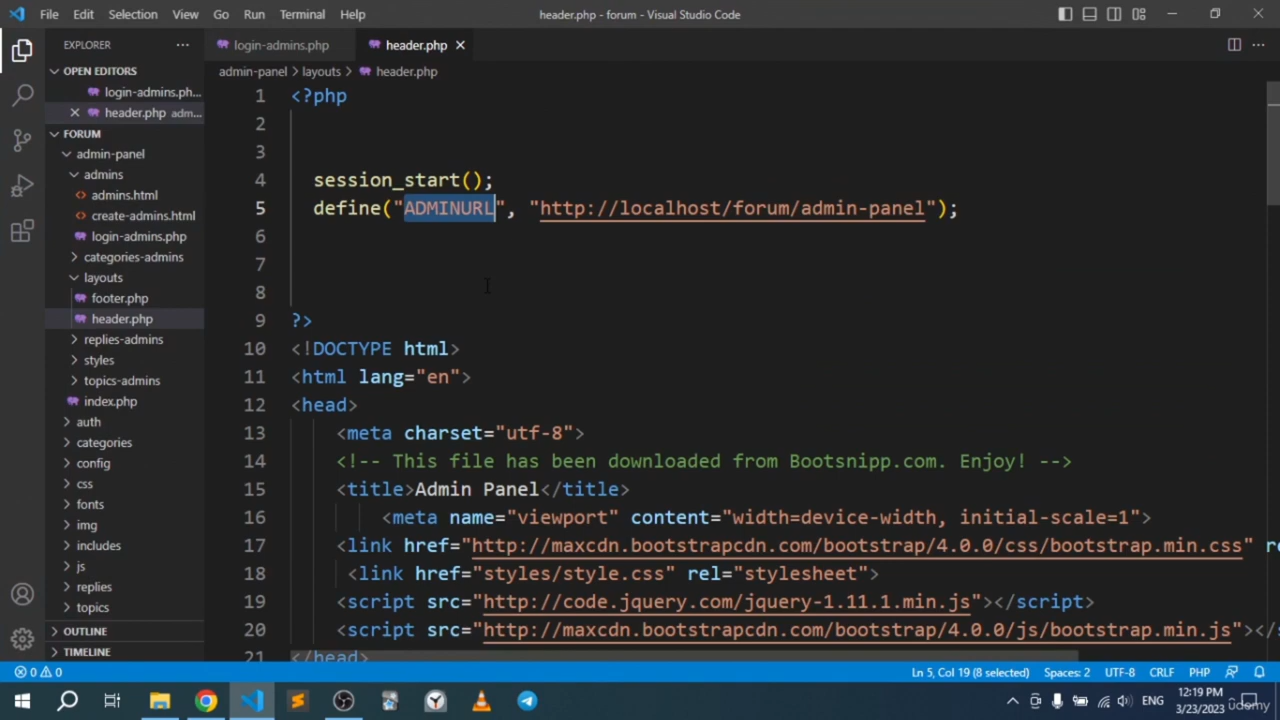 File Edit Selection View Go Run Terminal Help
header.php - forum - Visual Studio Code
EXPLORER
OPEN EDITORS
login-admins.ph...
header.php adm...
FORUM
admin-panel
admins
admins.html
create-admins.html
login-admins.php
categories-admins
layouts
footer.php
header.php
replies-admins
styles
topics-admins
index.php
auth
categories
config
css
fonts
img
includes
js
replies
topics
OUTLINE
TIMELINE
login-admins.php header.php
admin-panel > layouts > header.php
1 <?php
2
3
4 session_start();
5 define("ADMINURL", "http://localhost/forum/admin-panel");
6
7
8
9 ?>
10 <!DOCTYPE html>
11 <html lang="en">
12 <head>
13 <meta charset="utf-8">
14 <!-- This file has been downloaded from Bootsnipp.com. Enjoy! -->
15 <title>Admin Panel</title>
16 <meta name="viewport" content="width=device-width, initial-scale=1">
17 <link href="http://maxcdn.bootstrapcdn.com/bootstrap/4.0.0/css/bootstrap.min.css" re
18 <link href="styles/style.css" rel="stylesheet">
19 <script src="http://code.jquery.com/jquery-1.11.1.min.js"></script>
20 <script src="http://maxcdn.bootstrapcdn.com/bootstrap/4.0.0/js/bootstrap.min.js"></s
21 </head>
0 0 Ln 5, Col 19 (8 selected) Spaces: 2 UTF-8 CRLF PHP
ENG 12:19 PM
3/23/2023
udemy